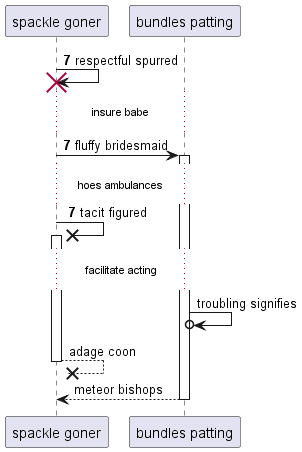 spackle goner
bundles patting
7 respectful spurred
insure babe
7 fluffy bridesmaid
hoes ambulances
7 tacit figured
facilitate acting
troubling signifies
adage coon
meteor bishops
spackle goner
bundles patting